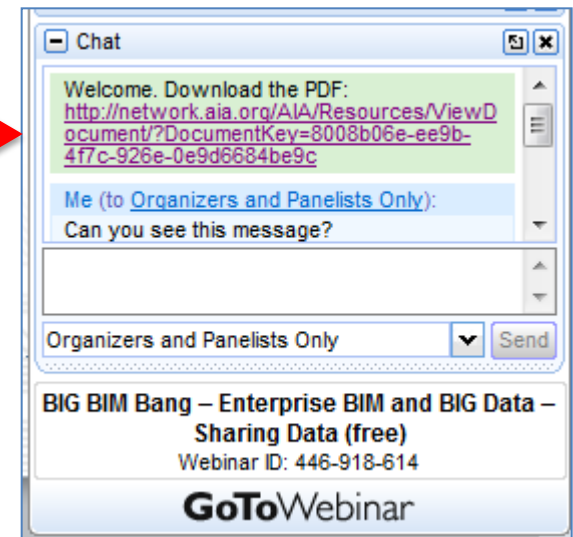 Chat
Welcome. Download the PDF:
http://network.aia.org/AIA/Resources/ViewD
ocument/?DocumentKey=8008b06e-ee9b-
4f7c-926e-0e9d6684be9c
Me (to Organizers and Panelists Only):
Can you see this message?
Organizers and Panelists Only
Send
BIG BIM Bang – Enterprise BIM and BIG Data –
Sharing Data (free)
Webinar ID: 446-918-614
GoToWebinar